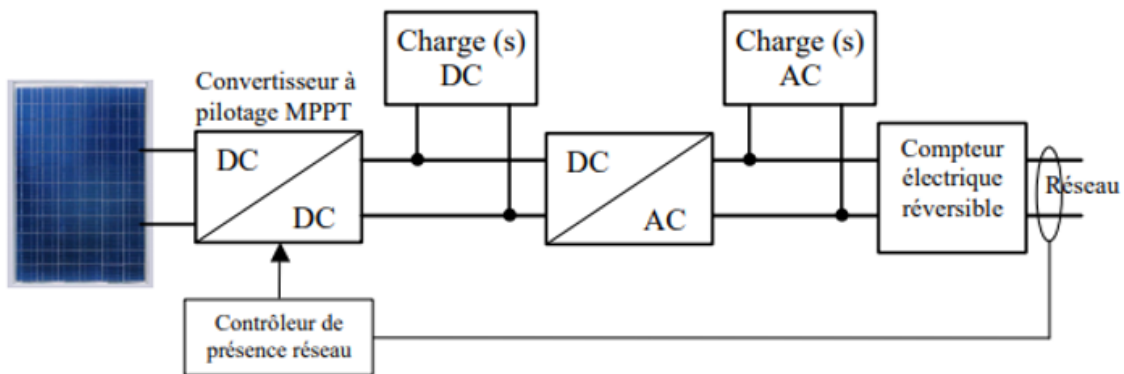 Convertisseur à
pilotage MPPT
DC
DC
Charge (s)
DC
DC
AC
Charge (s)
AC
Compteur
électrique
réversible
Réseau
Contrôleur de
présence réseau